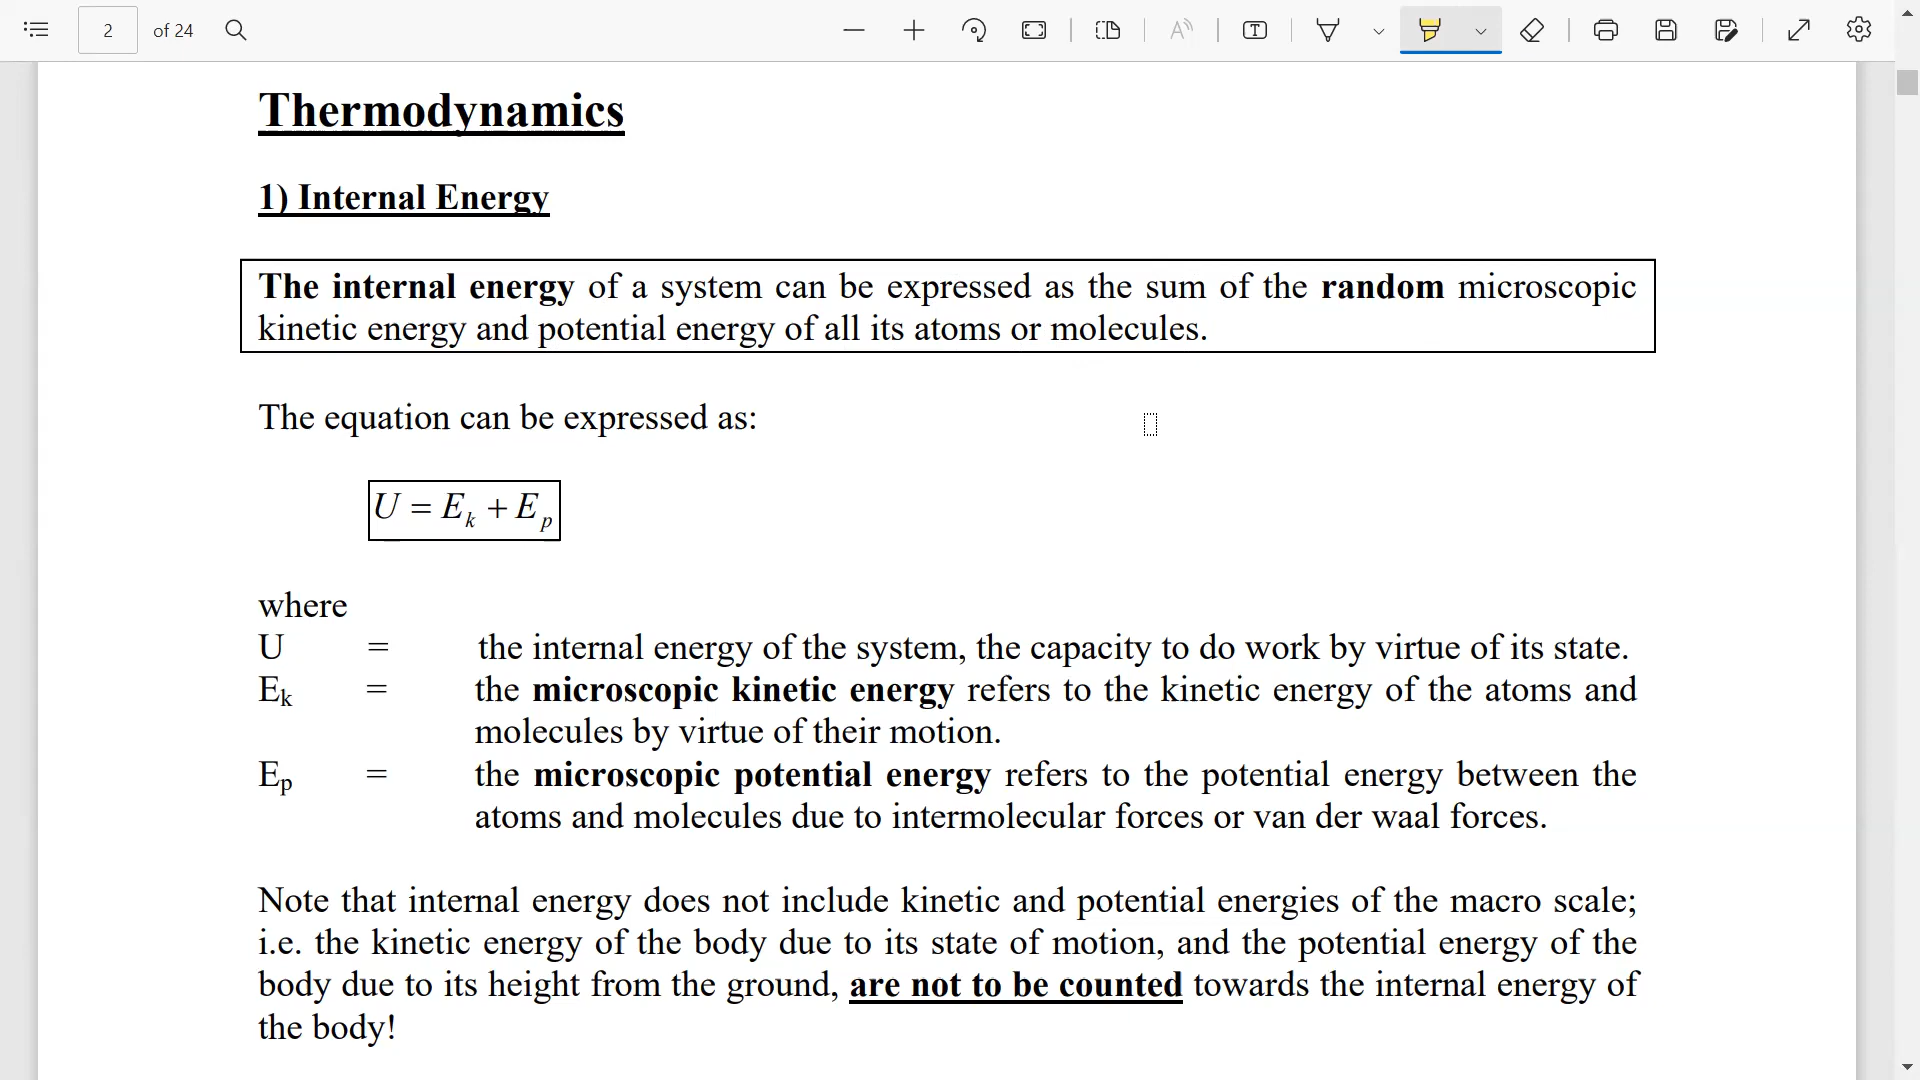 2 of 24
Thermodynamics
1) Internal Energy
The internal energy of a system can be expressed as the sum of the random microscopic
kinetic energy and potential energy of all its atoms or molecules.
The equation can be expressed as:
U = Eₖ + Eₚ
where
U = the internal energy of the system, the capacity to do work by virtue of its state.
Eₖ = the microscopic kinetic energy refers to the kinetic energy of the atoms and
molecules by virtue of their motion.
Eₚ = the microscopic potential energy refers to the potential energy between the
atoms and molecules due to intermolecular forces or van der waal forces.
Note that internal energy does not include kinetic and potential energies of the macro scale;
i.e. the kinetic energy of the body due to its state of motion, and the potential energy of the
body due to its height from the ground, are not to be counted towards the internal energy of
the body!